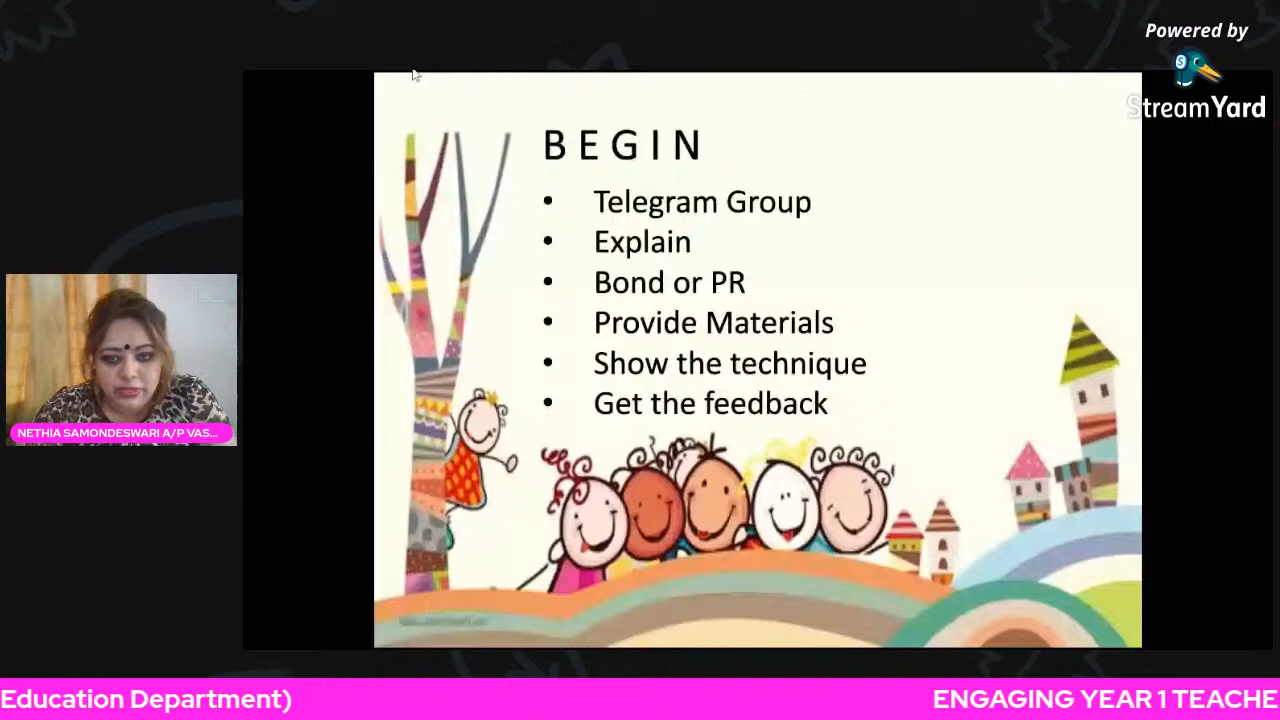 Powered by
StreamYard
B E G I N
• Telegram Group
• Explain
• Bond or PR
• Provide Materials
• Show the technique
• Get the feedback
NETHIA SAMONDESWARI A/P VAS...
Education Department) ENGAGING YEAR 1 TEACHE